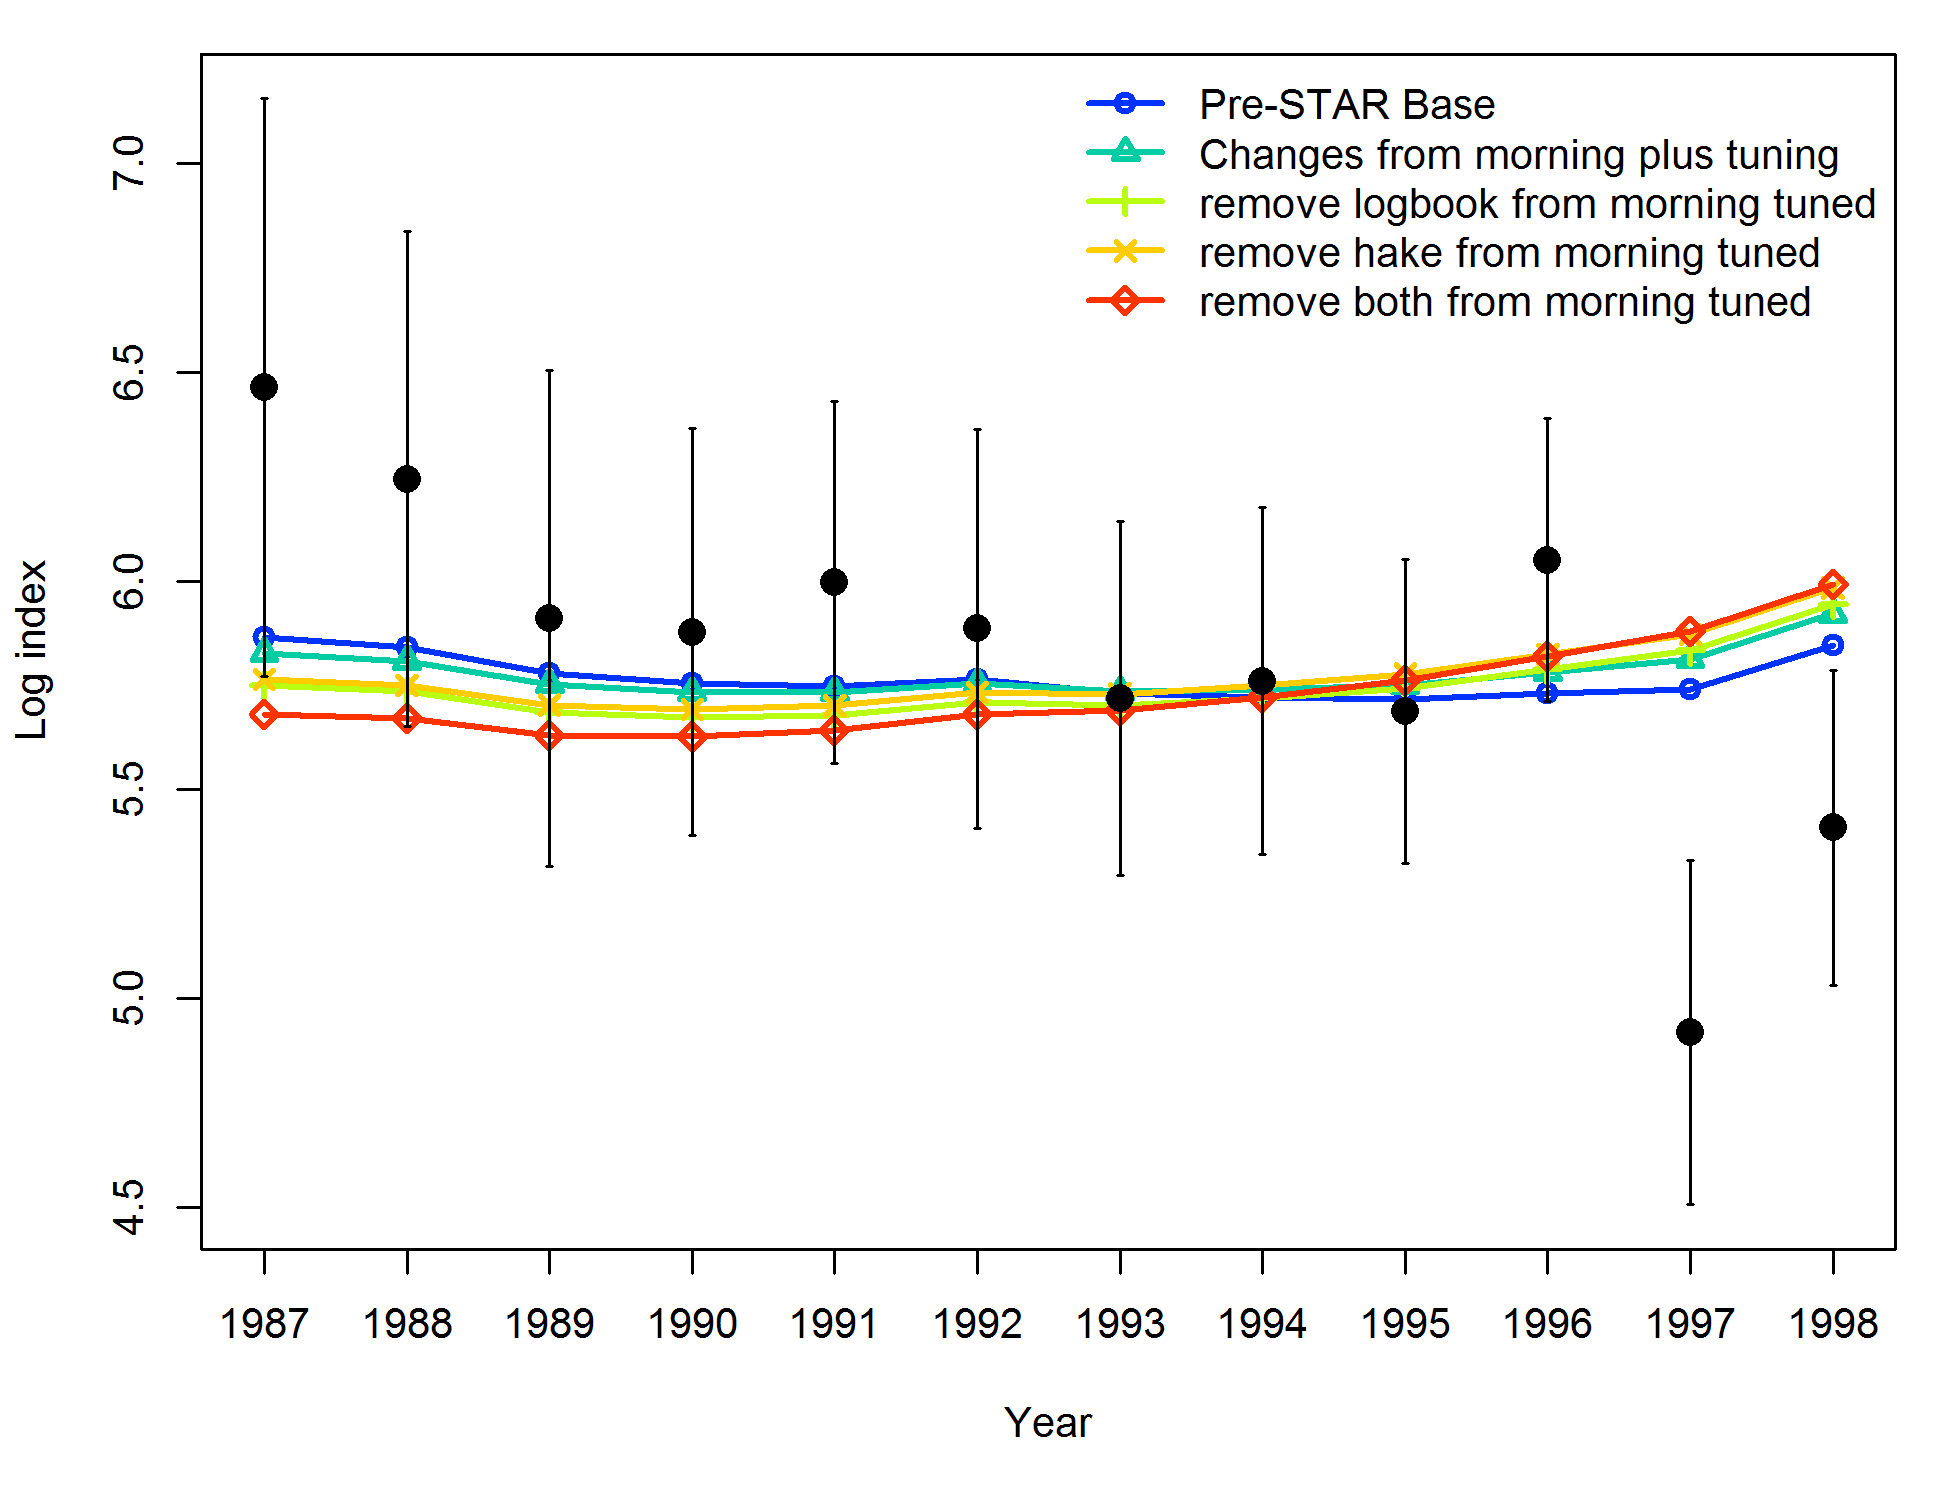 Pre-STAR Base
Changes from morning plus tuning
remove logbook from morning tuned
remove hake from morning tuned
remove both from morning tuned
Log index
7.0
6.5
6.0
5.5
5.0
4.5
1987 1988 1989 1990 1991 1992 1993 1994 1995 1996 1997 1998
Year